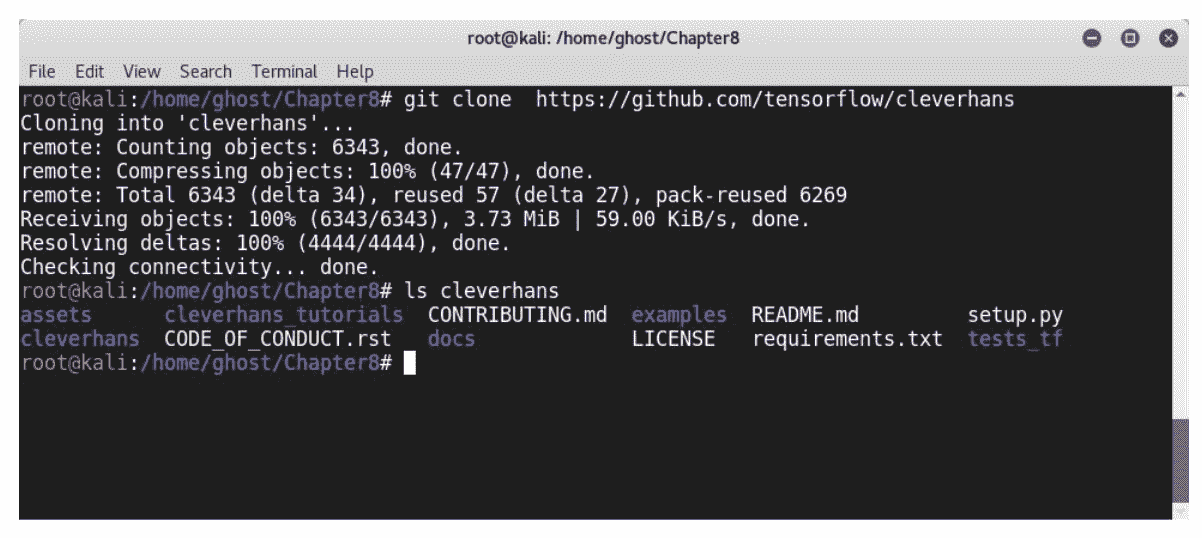 root@kali: /home/ghost/Chapter8
File Edit View Search Terminal Help
root@kali:/home/ghost/Chapter8# git clone  https://github.com/tensorflow/cleverhans
Cloning into 'cleverhans'...
remote: Counting objects: 6343, done.
remote: Compressing objects: 100% (47/47), done.
remote: Total 6343 (delta 34), reused 57 (delta 27), pack-reused 6269
Receiving objects: 100% (6343/6343), 3.73 MiB | 59.00 KiB/s, done.
Resolving deltas: 100% (4444/4444), done.
Checking connectivity... done.
root@kali:/home/ghost/Chapter8# ls cleverhans
assets      cleverhans_tutorials  CONTRIBUTING.md  examples  README.md         setup.py
cleverhans  CODE_OF_CONDUCT.rst   docs             LICENSE   requirements.txt  tests_tf
root@kali:/home/ghost/Chapter8#